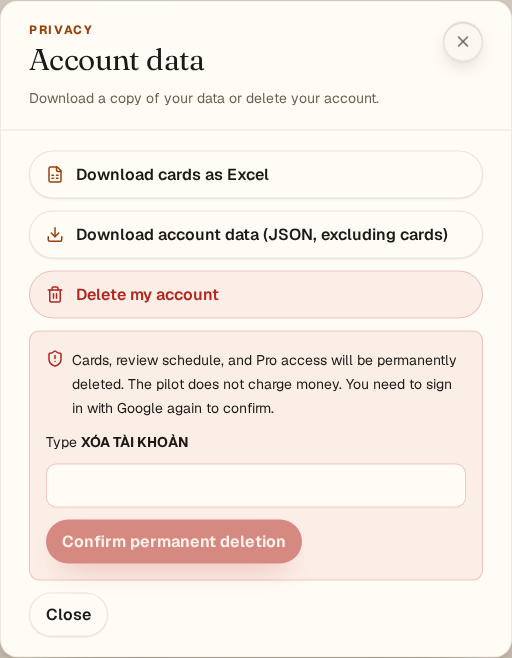 PRIVACY
Account data
Download a copy of your data or delete your account.
Download cards as Excel
Download account data (JSON, excluding cards)
Delete my account
Cards, review schedule, and Pro access will be permanently
deleted. The pilot does not charge money. You need to sign
in with Google again to confirm.
Type XÓA TÀI KHOẢN
Confirm permanent deletion
Close